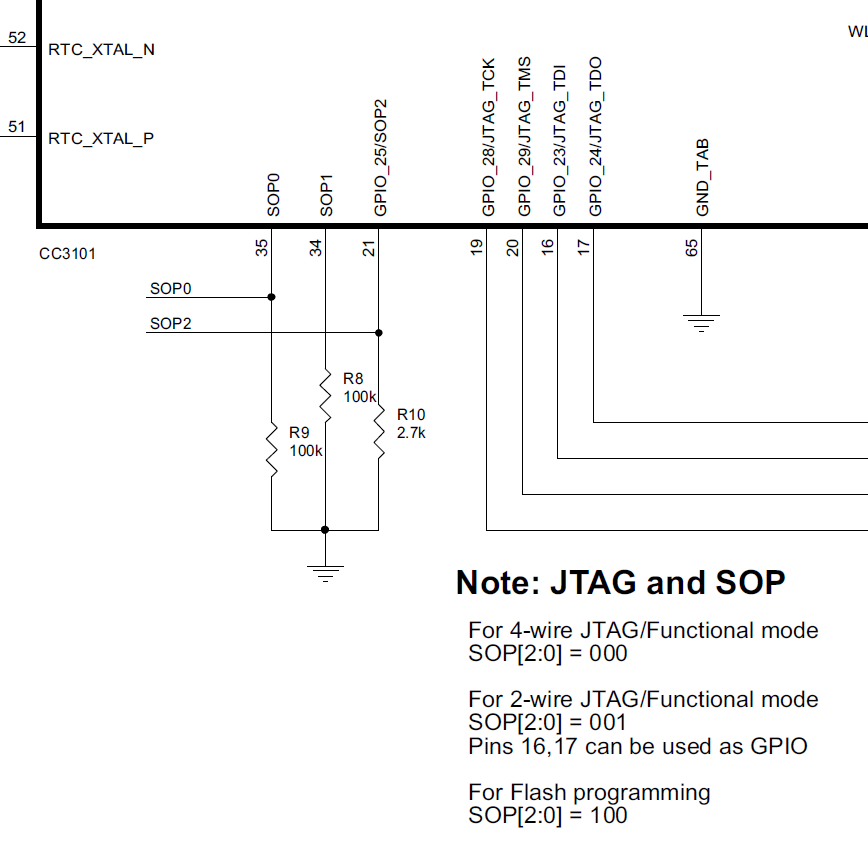 52
RTC_XTAL_N
WL
51
RTC_XTAL_P
SOP0
SOP1
GPIO_25/SOP2
GPIO_28/JTAG_TCK
GPIO_29/JTAG_TMS
GPIO_23/JTAG_TDI
GPIO_24/JTAG_TDO
GND_TAB
CC3101
35
34
21
19
20
16
17
65
SOP0
SOP2
R8
100k
R10
2.7k
R9
100k
Note: JTAG and SOP
For 4-wire JTAG/Functional mode
SOP[2:0] = 000
For 2-wire JTAG/Functional mode
SOP[2:0] = 001
Pins 16,17 can be used as GPIO
For Flash programming
SOP[2:0] = 100